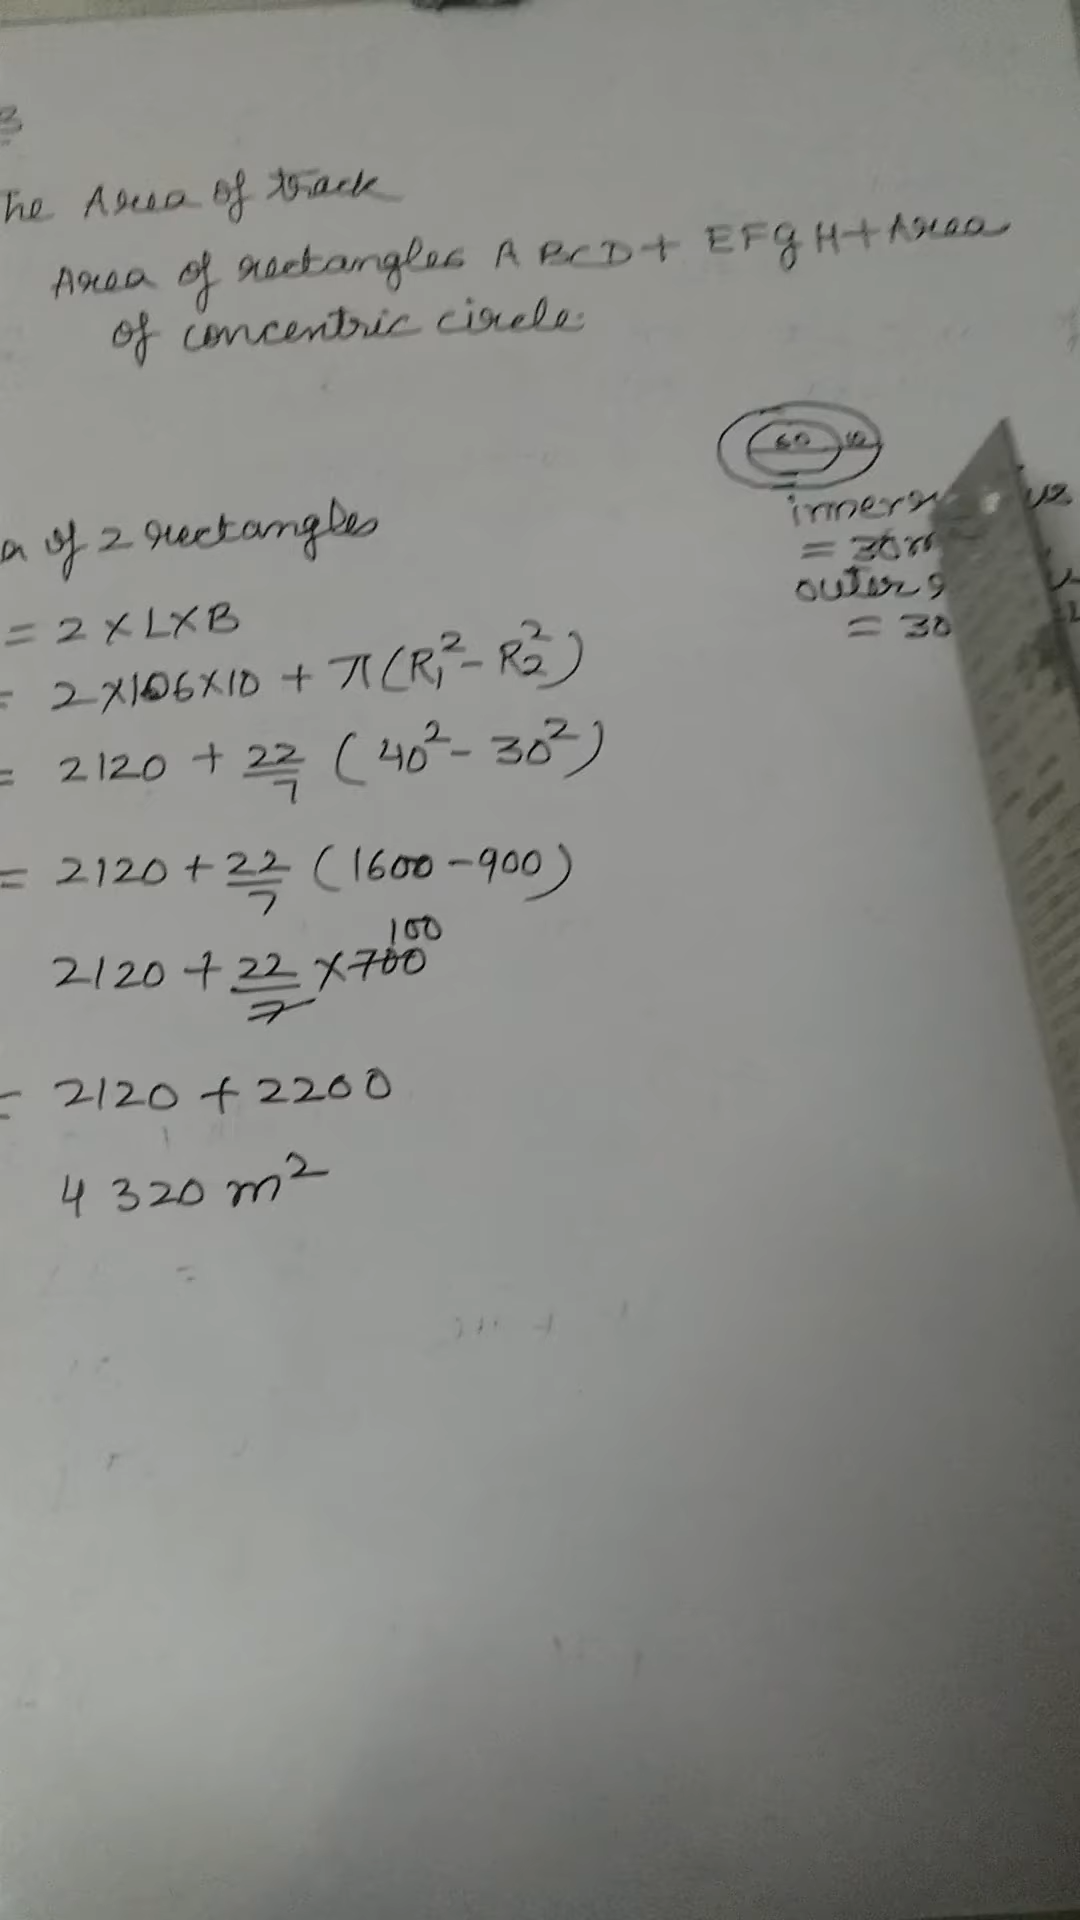 The Area of track
Area of rectangles ABCD + EFgH + Area
of concentric circle.
60 10
inner
= 30m
outer
= 30
of 2 rectangles
= 2 × L × B
= 2×106×10 + π(R₁² - R₂²)
= 2120 + 22/7 (40² - 30²)
= 2120 + 22/7 (1600 - 900)
100
2120 + 22/7 × 700
= 2120 + 2200
4320 m²